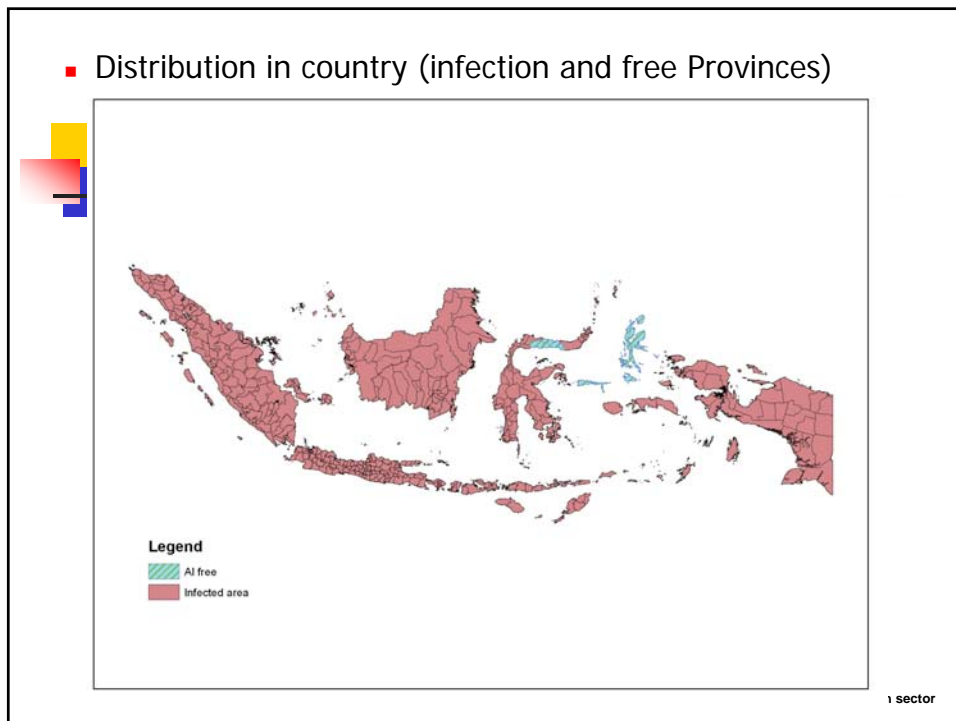 Distribution in country (infection and free Provinces)
Legend
AI free
Infected area
sector